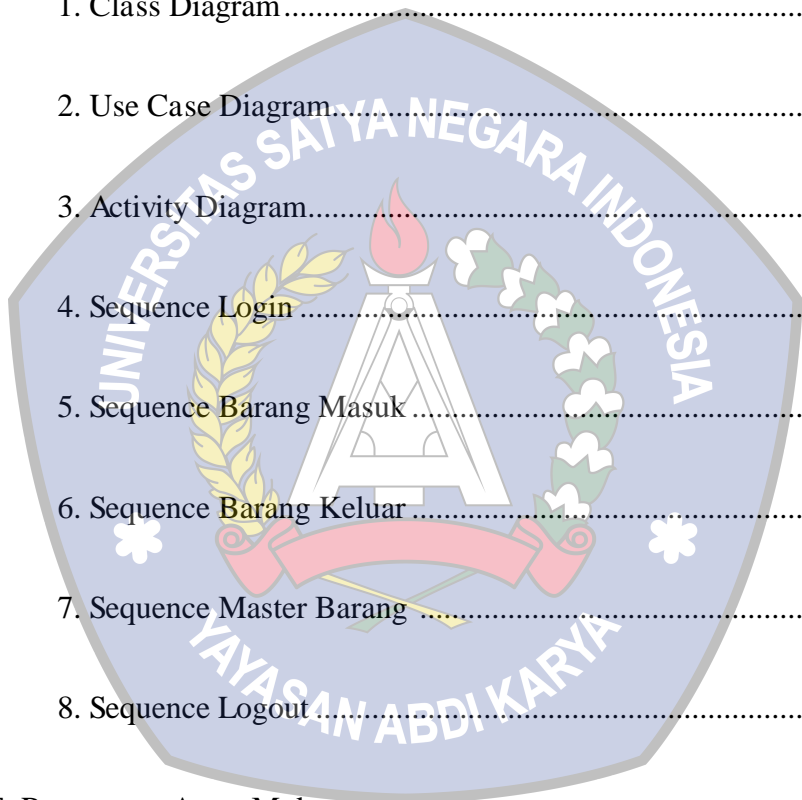 1. Class Diagram
2. Use Case Diagram
3. Activity Diagram
4. Sequence Login
5. Sequence Barang Masuk
6. Sequence Barang Keluar
7. Sequence Master Barang
8. Sequence Logout
UNIVERSITAS SATYA NEGARA INDONESIA
YAYASAN ABDI KARYA